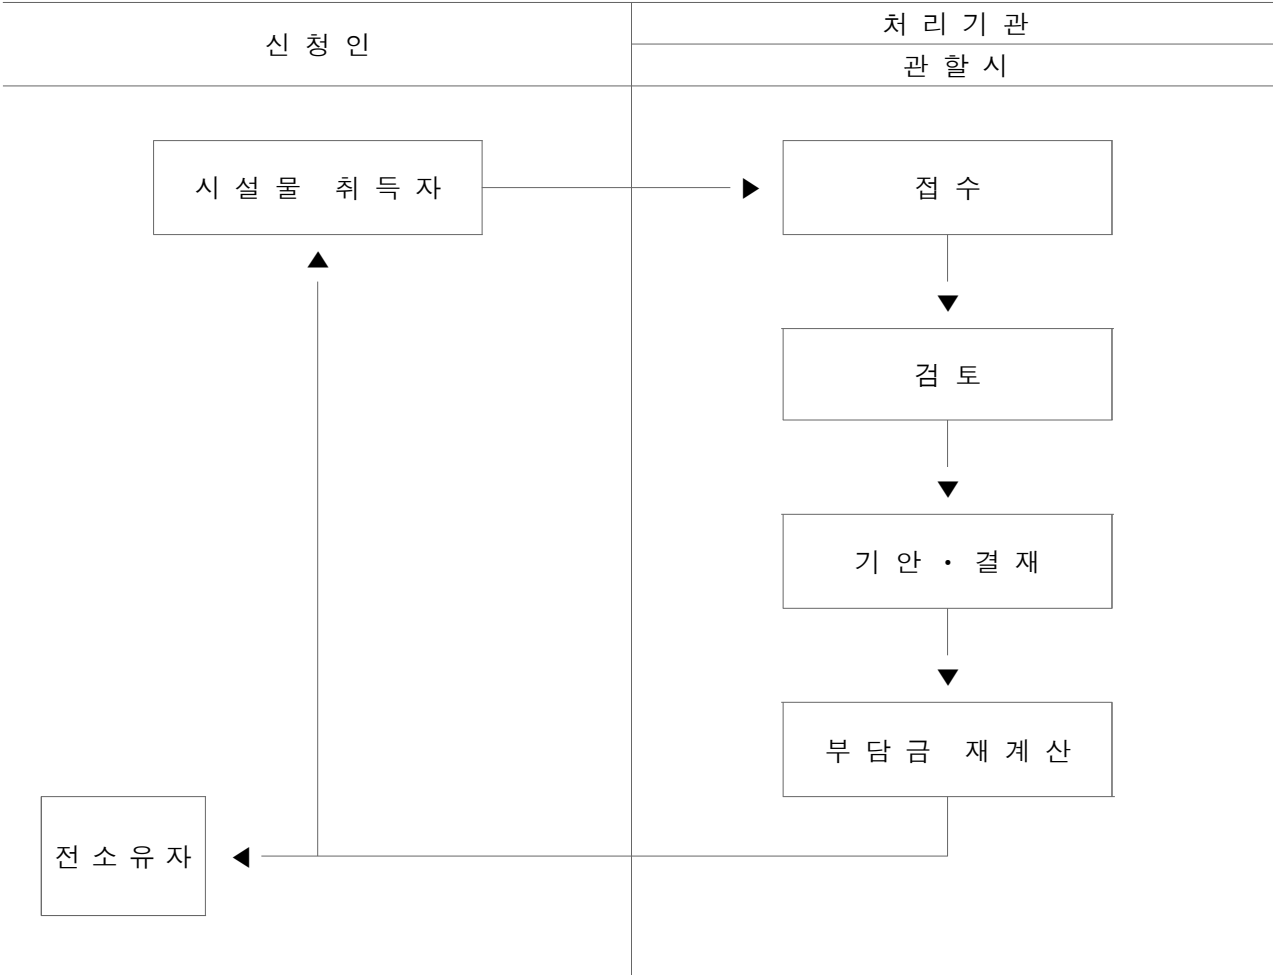 신 청 인
처 리 기 관
관 할 시
시 설 물 취 득 자
접 수
검 토
기 안 · 결 재
부 담 금 재 계 산
전 소 유 자